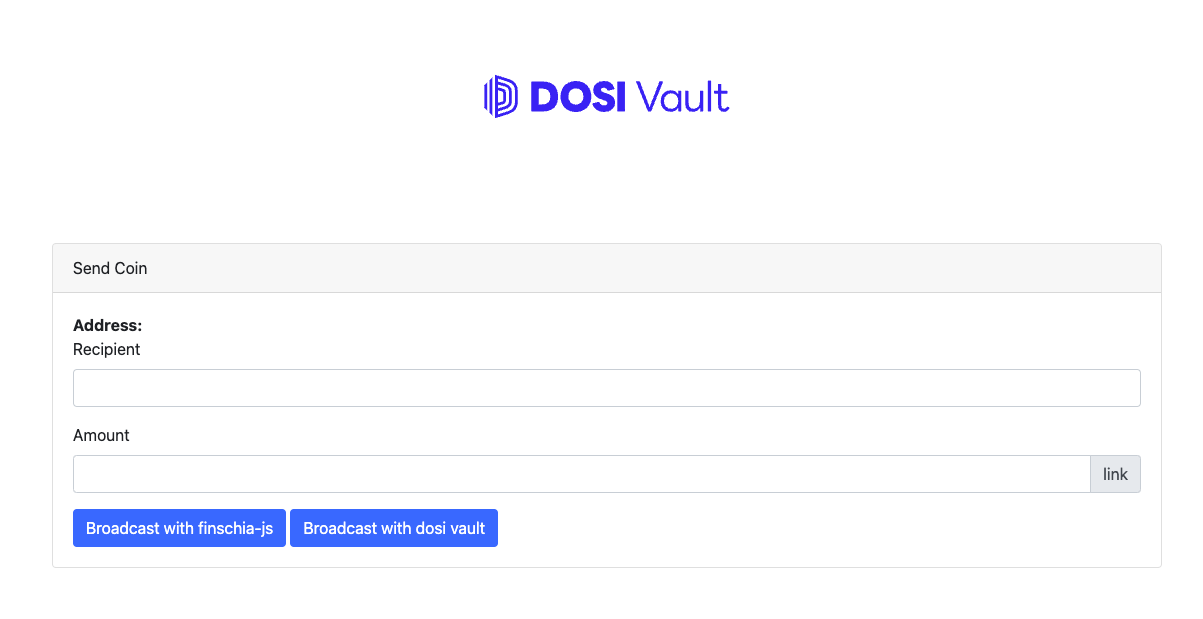 DOSI Vault
Send Coin
Address:
Recipient
Amount
link
Broadcast with finschia-js Broadcast with dosi vault